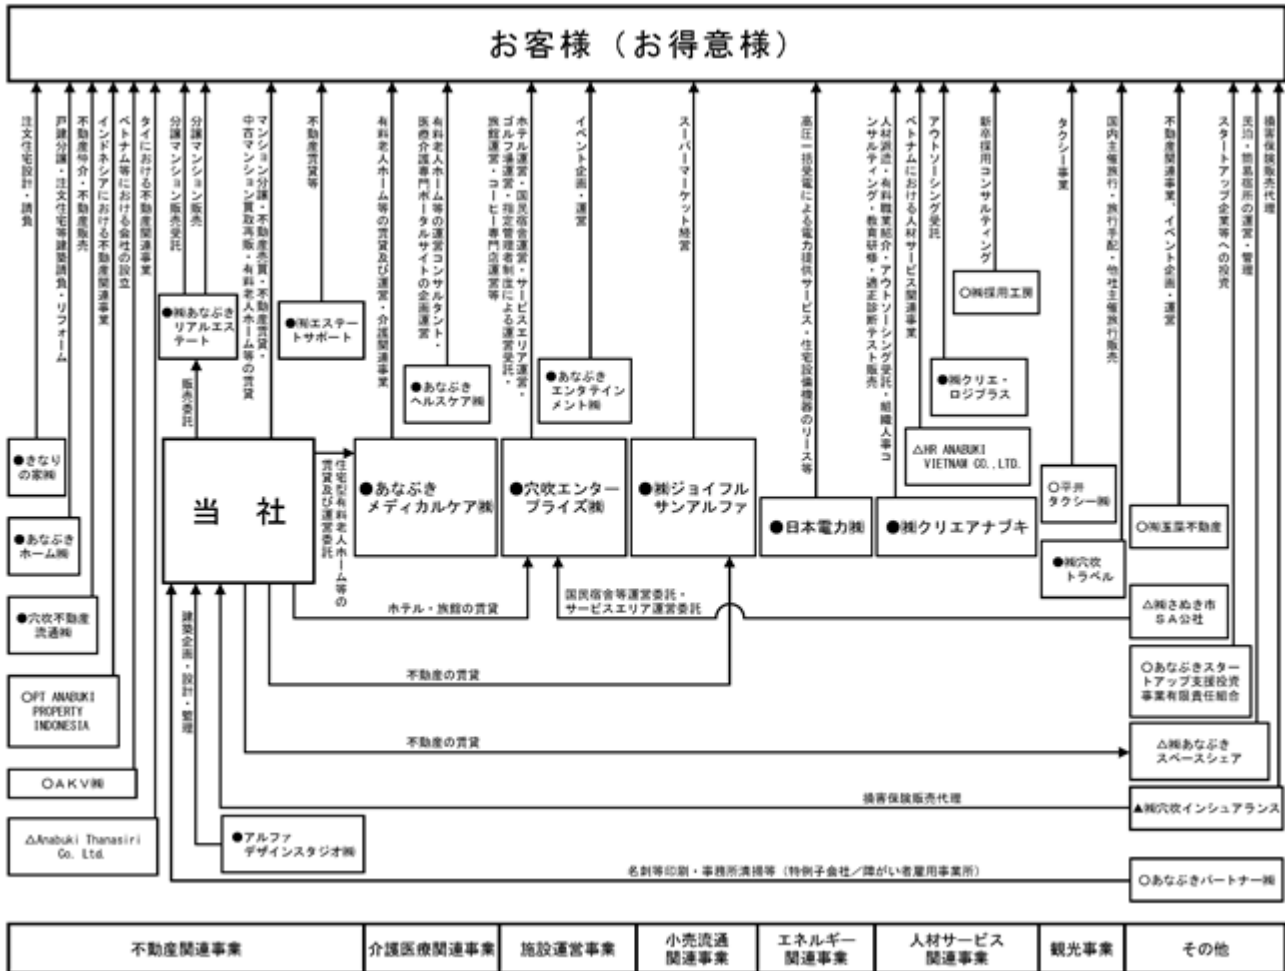 お客様（お得意様）
注文住宅設計・請負
戸建分譲・注文住宅等建築請負・リフォーム
不動産仲介・不動産販売
インドネシアにおける不動産関連事業
ベトナム等における会社の設立
タイにおける不動産関連事業
分譲マンション販売受託
分譲マンション販売
マンション分譲・不動産売買・不動産賃貸・
中古マンション買取再販・有料老人ホーム等の賃貸
不動産賃貸等
有料老人ホーム等の賃貸及び運営・介護関連事業
有料老人ホーム等の運営コンサルタント・
医療介護専門ポータルサイトの企画運営
ホテル運営・国民宿舎運営・サービスエリア運営・
ゴルフ場運営・指定管理者制度による運営受託・
旅館運営・コーヒー専門店運営等
イベント企画・運営
スーパーマーケット経営
高圧一括受電による電力提供サービス・住宅設備機器のリース等
人材派遣・有料職業紹介・アウトソーシング受託・組織人事コ
ンサルティング・教育研修・適正診断テスト販売
ベトナムにおける人材サービス関連事業
アウトソーシング受託
新卒採用コンサルティング
タクシー事業
国内主催旅行・旅行手配・他社主催旅行販売
不動産関連事業、イベント企画・運営
スタートアップ企業等への投資
民泊・簡易宿所の運営・管理
損害保険販売代理
●㈱あなぶき
リアルエス
テート
●㈲エステー
トサポート
○㈱採用工房
●あなぶき
ヘルスケア㈱
●あなぶき
エンタテイン
メント㈱
●㈱クリエ・
ロジプラス
販売委託
△HR ANABUKI
VIETNAM CO.,LTD.
●きなり
の家㈱
当社
住宅型有料老人ホーム等の
賃貸及び運営委託
●あなぶき
メディカルケア㈱
●穴吹エンター
プライズ㈱
●㈱ジョイフル
サンアルファ
●日本電力㈱
●㈱クリエアナブキ
○平井
タクシー㈱
●あなぶき
ホーム㈱
●㈱穴吹
トラベル
○㈲玉藻不動産
●穴吹不動産
流通㈱
ホテル・旅館の賃貸
国民宿舎等運営委託・
サービスエリア運営委託
△㈱さぬき市
SA公社
建築企画・設計・監理
○PT ANABUKI
PROPERTY
INDONESIA
不動産の賃貸
○あなぶきスター
トアップ支援投資
事業有限責任組合
不動産の賃貸
△㈱あなぶき
スペースシェア
○AKV㈱
損害保険販売代理
▲㈱穴吹インシュアランス
△Anabuki Thanasiri
Co. Ltd.
●アルファ
デザインスタジオ㈱
名刺等印刷・事務所清掃等（特例子会社／障がい者雇用事業所）
○あなぶきパートナー㈱
不動産関連事業
介護医療関連事業
施設運営事業
小売流通
関連事業
エネルギー
関連事業
人材サービス
関連事業
観光事業
その他